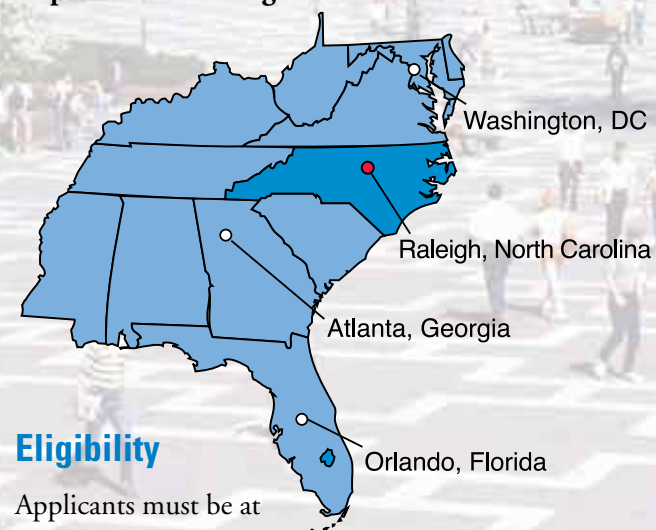 Washington, DC
Raleigh, North Carolina
Atlanta, Georgia
Orlando, Florida
Eligibility
Applicants must be at